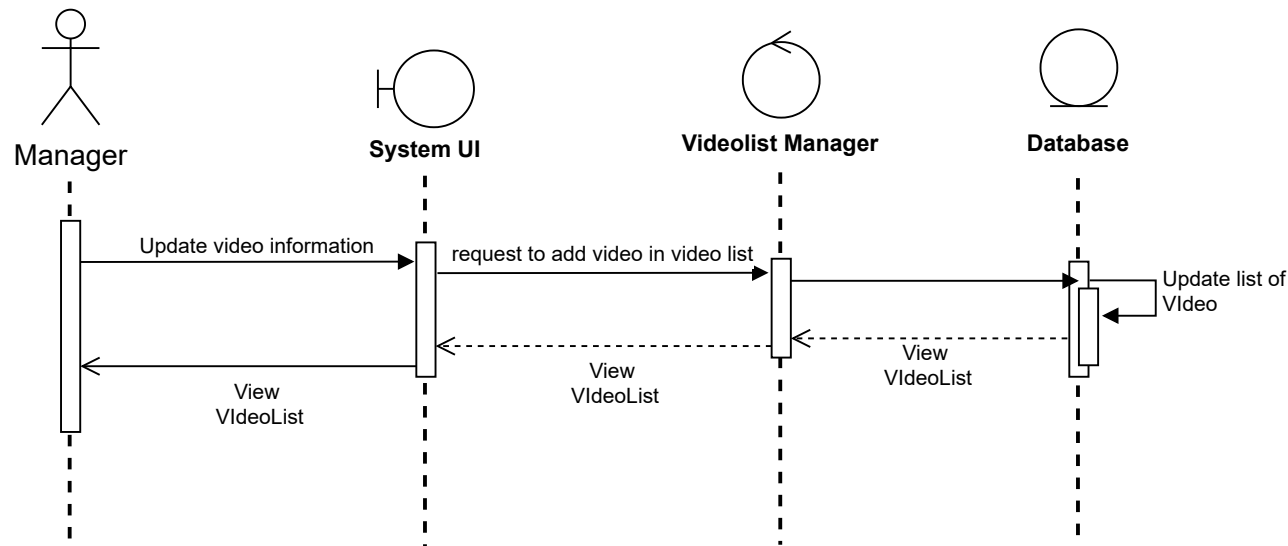 Manager
System UI
Videolist Manager
Database
Update video information
request to add video in video list
Update list of
VIdeo
View
VIdeoList
View
VIdeoList
View
VIdeoList